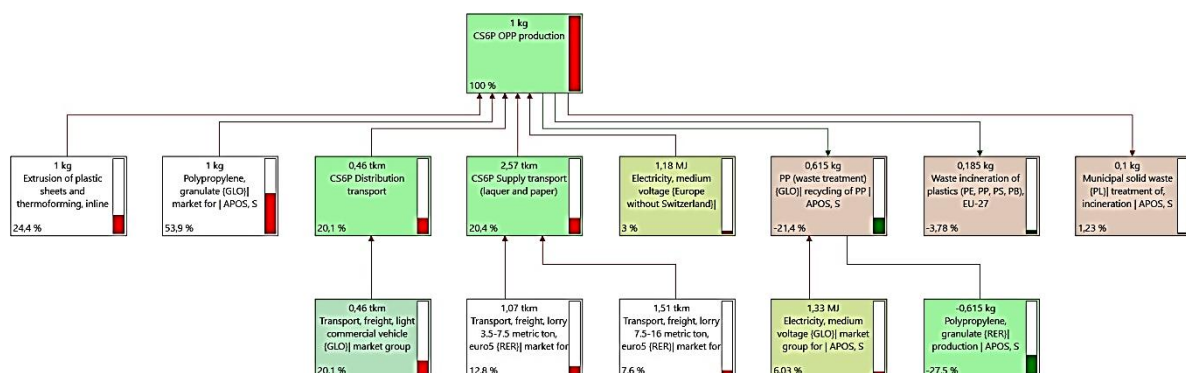 1 kg
CS6P OPP production
100 %
1 kg
Extrusion of plastic
sheets and
thermoforming, inline
24,4 %
1 kg
Polypropylene,
granulate {GLO}|
market for | APOS, S
53,9 %
0,46 tkm
CS6P Distribution
transport
20,1 %
2,57 tkm
CS6P Supply transport
(laquer and paper)
20,4 %
1,18 MJ
Electricity, medium
voltage {Europe
without Switzerland}|
3 %
0,615 kg
PP (waste treatment)
{GLO}| recycling of PP |
APOS, S
-21,4 %
0,185 kg
Waste incineration of
plastics (PE, PP, PS, PB),
EU-27
-3,78 %
0,1 kg
Municipal solid waste
{PL}| treatment of,
incineration | APOS, S
1,23 %
0,46 tkm
Transport, freight, light
commercial vehicle
{GLO}| market group
20,1 %
1,07 tkm
Transport, freight, lorry
3.5-7.5 metric ton,
euro5 {RER}| market for
12,8 %
1,51 tkm
Transport, freight, lorry
7.5-16 metric ton,
euro5 {RER}| market for
7,6 %
1,33 MJ
Electricity, medium
voltage {GLO}| market
group for | APOS, S
6,03 %
-0,615 kg
Polypropylene,
granulate {RER}|
production | APOS, S
-27,5 %